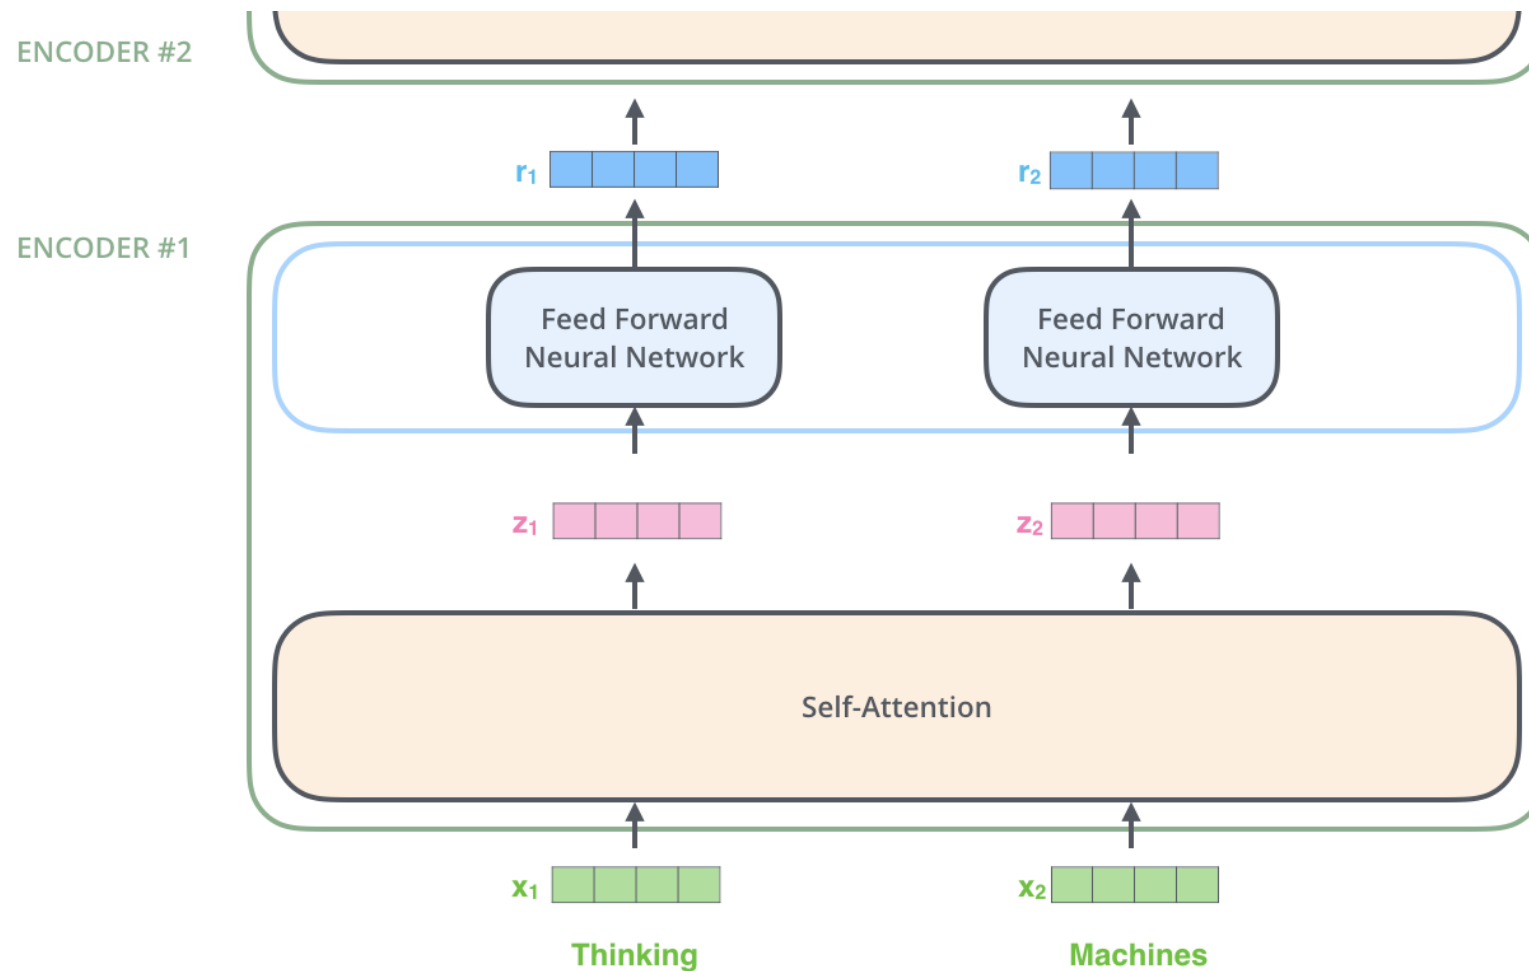 ENCODER #2
r₁
r₂
ENCODER #1
Feed Forward
Neural Network
Feed Forward
Neural Network
z₁
z₂
Self-Attention
x₁
x₂
Thinking
Machines